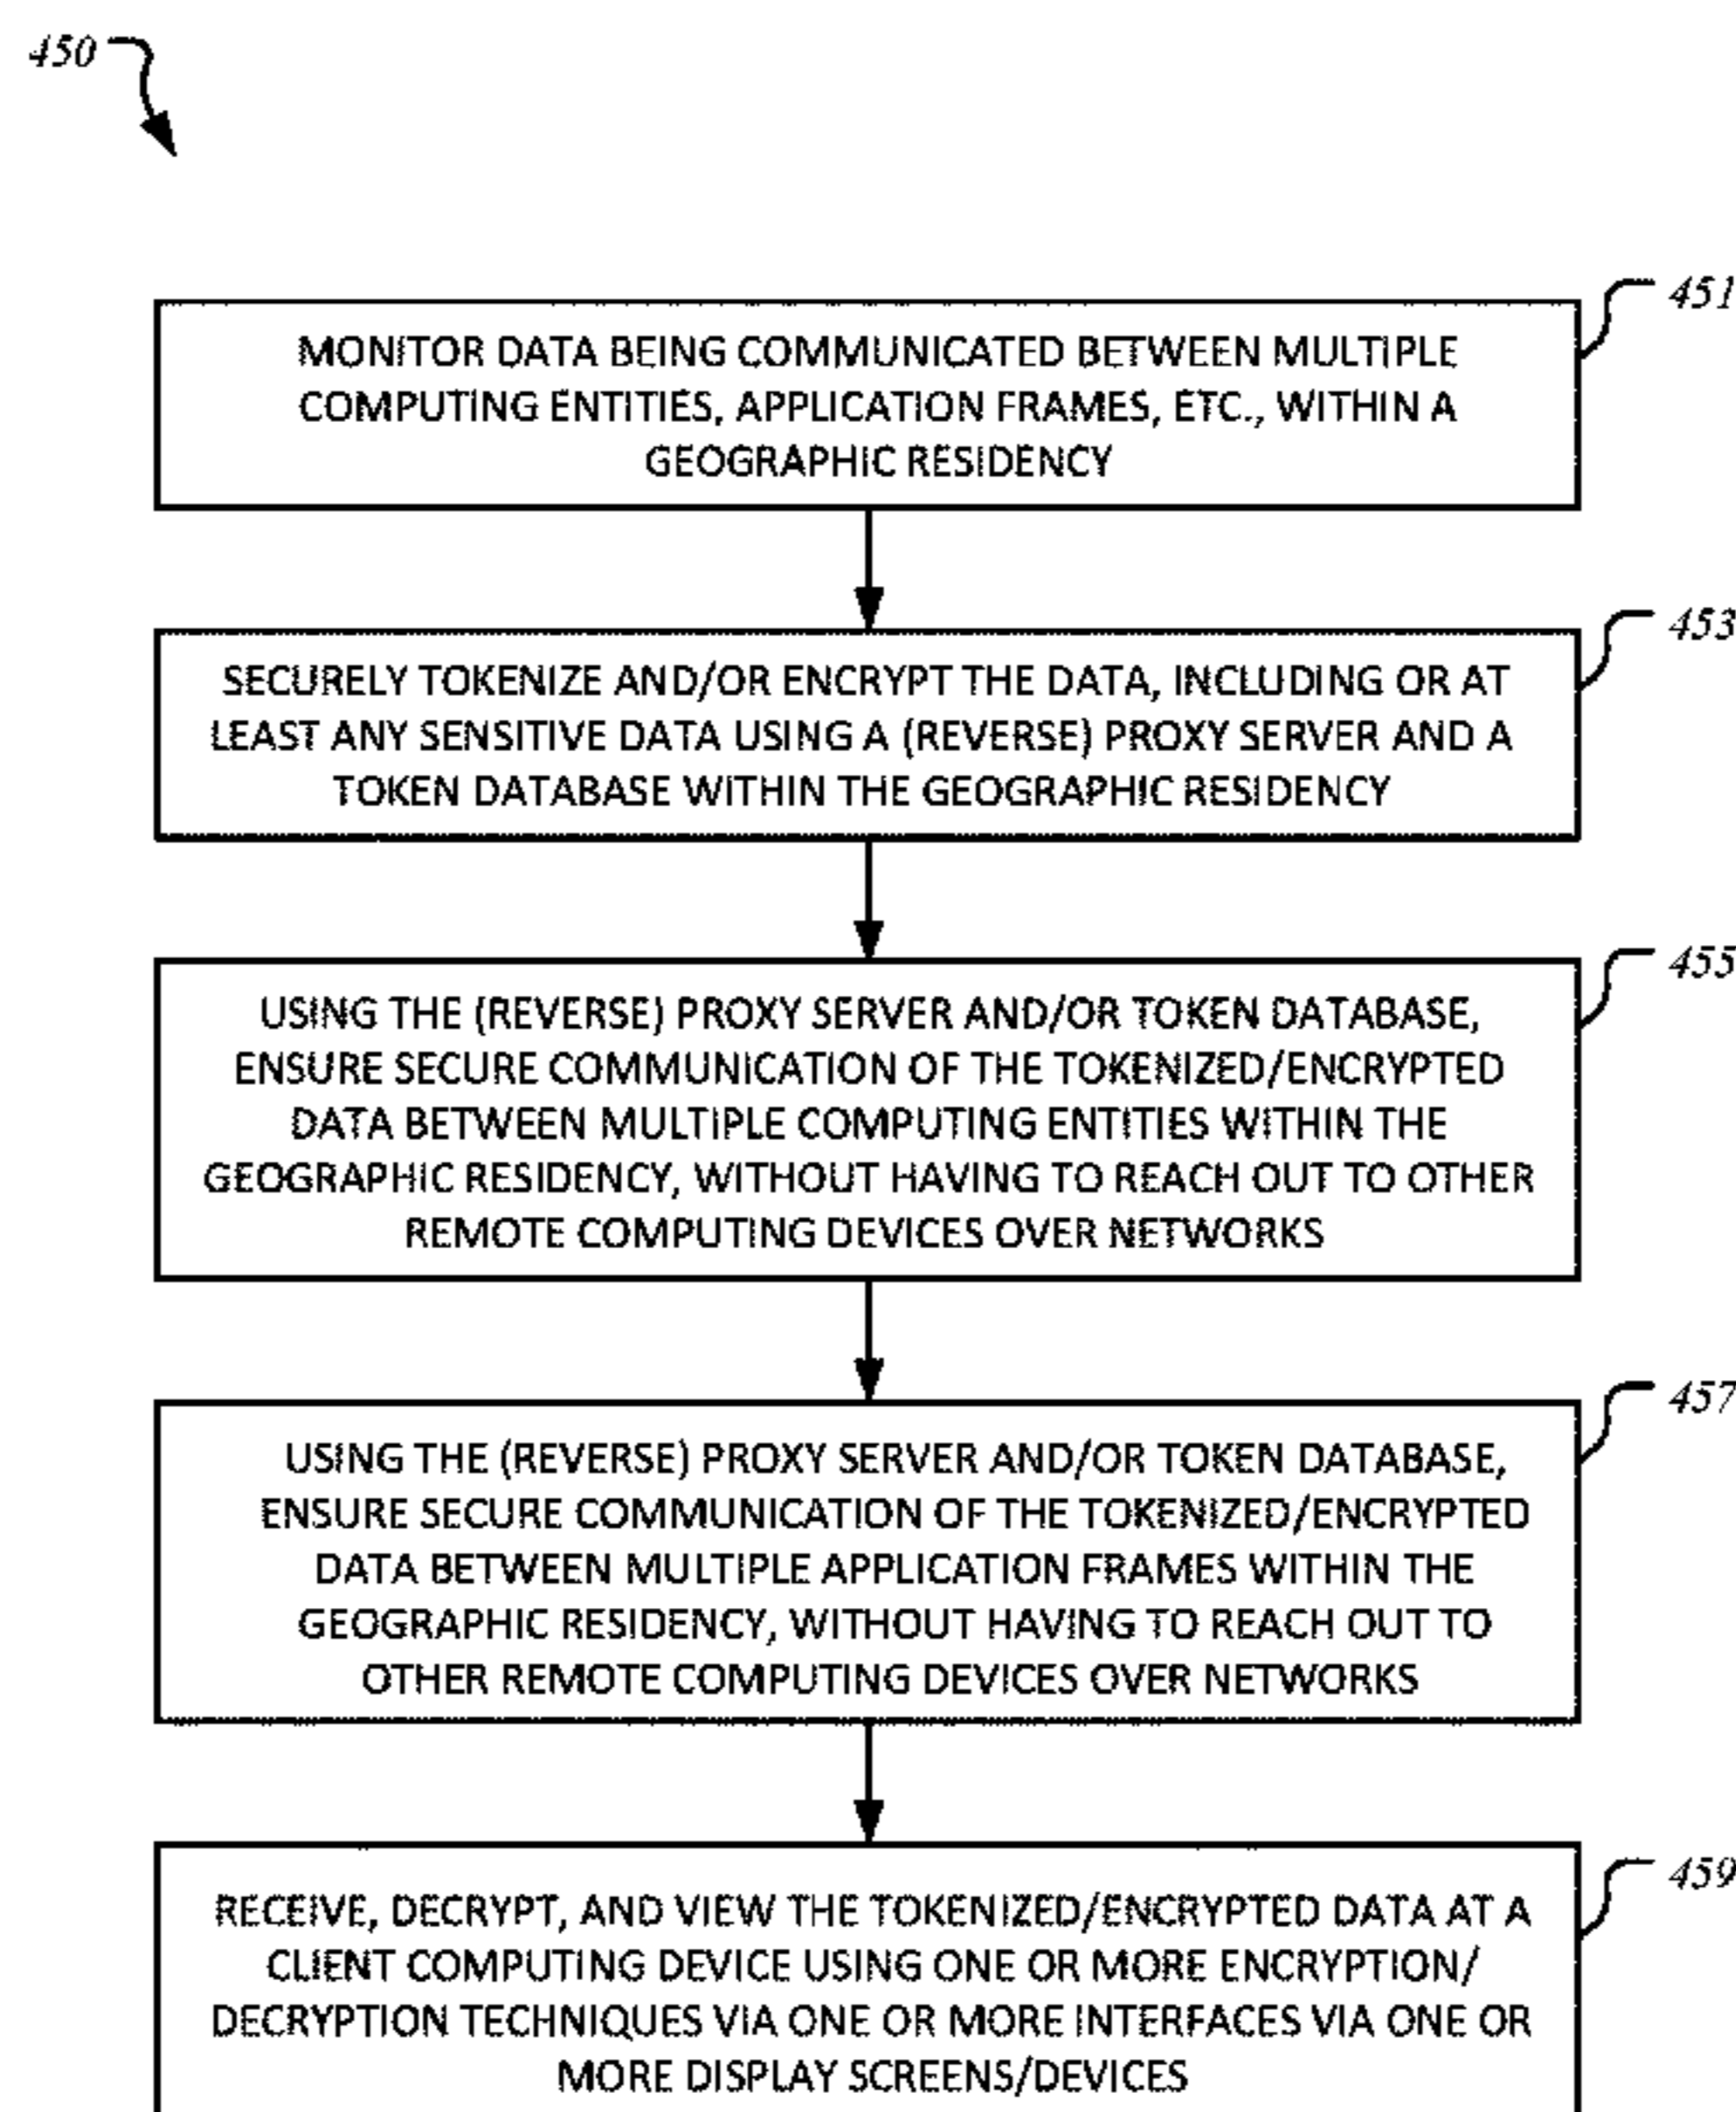 450
451
MONITOR DATA BEING COMMUNICATED BETWEEN MULTIPLE
COMPUTING ENTITIES, APPLICATION FRAMES, ETC., WITHIN A
GEOGRAPHIC RESIDENCY
453
SECURELY TOKENIZE AND/OR ENCRYPT THE DATA, INCLUDING OR AT
LEAST ANY SENSITIVE DATA USING A (REVERSE) PROXY SERVER AND A
TOKEN DATABASE WITHIN THE GEOGRAPHIC RESIDENCY
455
USING THE (REVERSE) PROXY SERVER AND/OR TOKEN DATABASE,
ENSURE SECURE COMMUNICATION OF THE TOKENIZED/ENCRYPTED
DATA BETWEEN MULTIPLE COMPUTING ENTITIES WITHIN THE
GEOGRAPHIC RESIDENCY, WITHOUT HAVING TO REACH OUT TO OTHER
REMOTE COMPUTING DEVICES OVER NETWORKS
457
USING THE (REVERSE) PROXY SERVER AND/OR TOKEN DATABASE,
ENSURE SECURE COMMUNICATION OF THE TOKENIZED/ENCRYPTED
DATA BETWEEN MULTIPLE APPLICATION FRAMES WITHIN THE
GEOGRAPHIC RESIDENCY, WITHOUT HAVING TO REACH OUT TO
OTHER REMOTE COMPUTING DEVICES OVER NETWORKS
459
RECEIVE, DECRYPT, AND VIEW THE TOKENIZED/ENCRYPTED DATA AT A
CLIENT COMPUTING DEVICE USING ONE OR MORE ENCRYPTION/
DECRYPTION TECHNIQUES VIA ONE OR MORE INTERFACES VIA ONE OR
MORE DISPLAY SCREENS/DEVICES